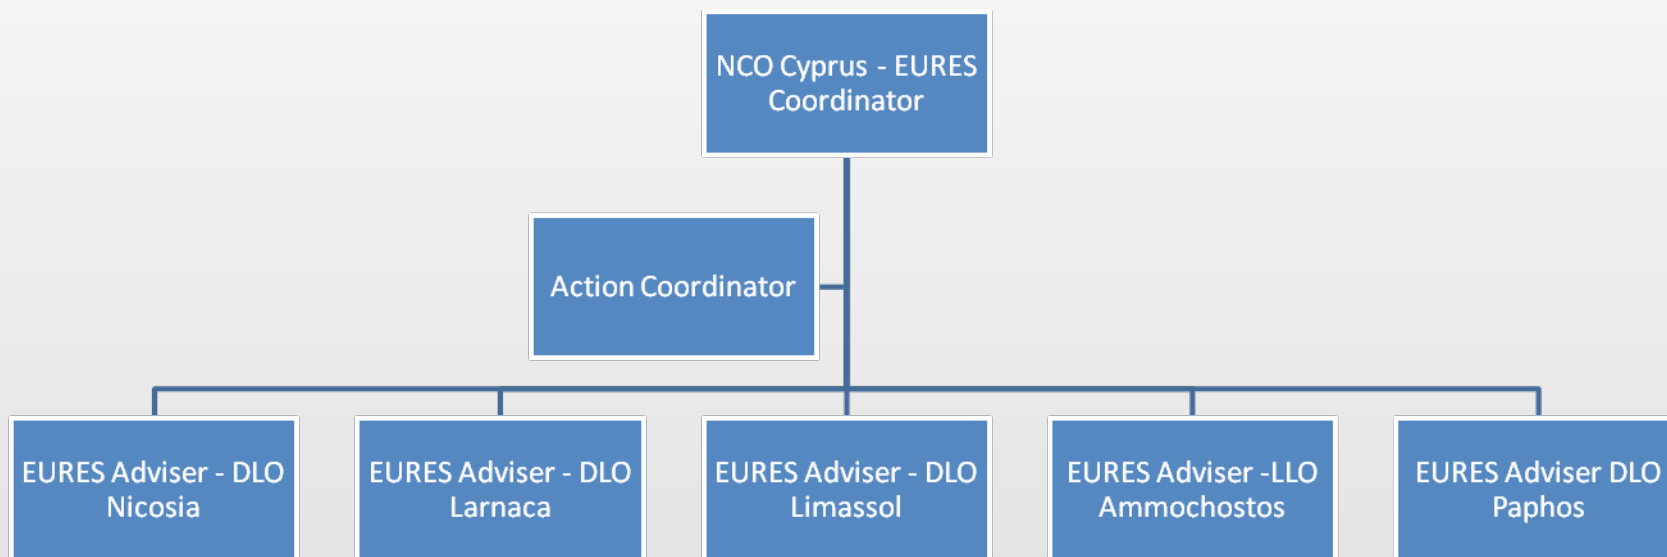 NCO Cyprus - EURES
Coordinator
Action Coordinator
EURES Adviser - DLO
Nicosia
EURES Adviser - DLO
Larnaca
EURES Adviser - DLO
Limassol
EURES Adviser -LLO
Ammochostos
EURES Adviser DLO
Paphos